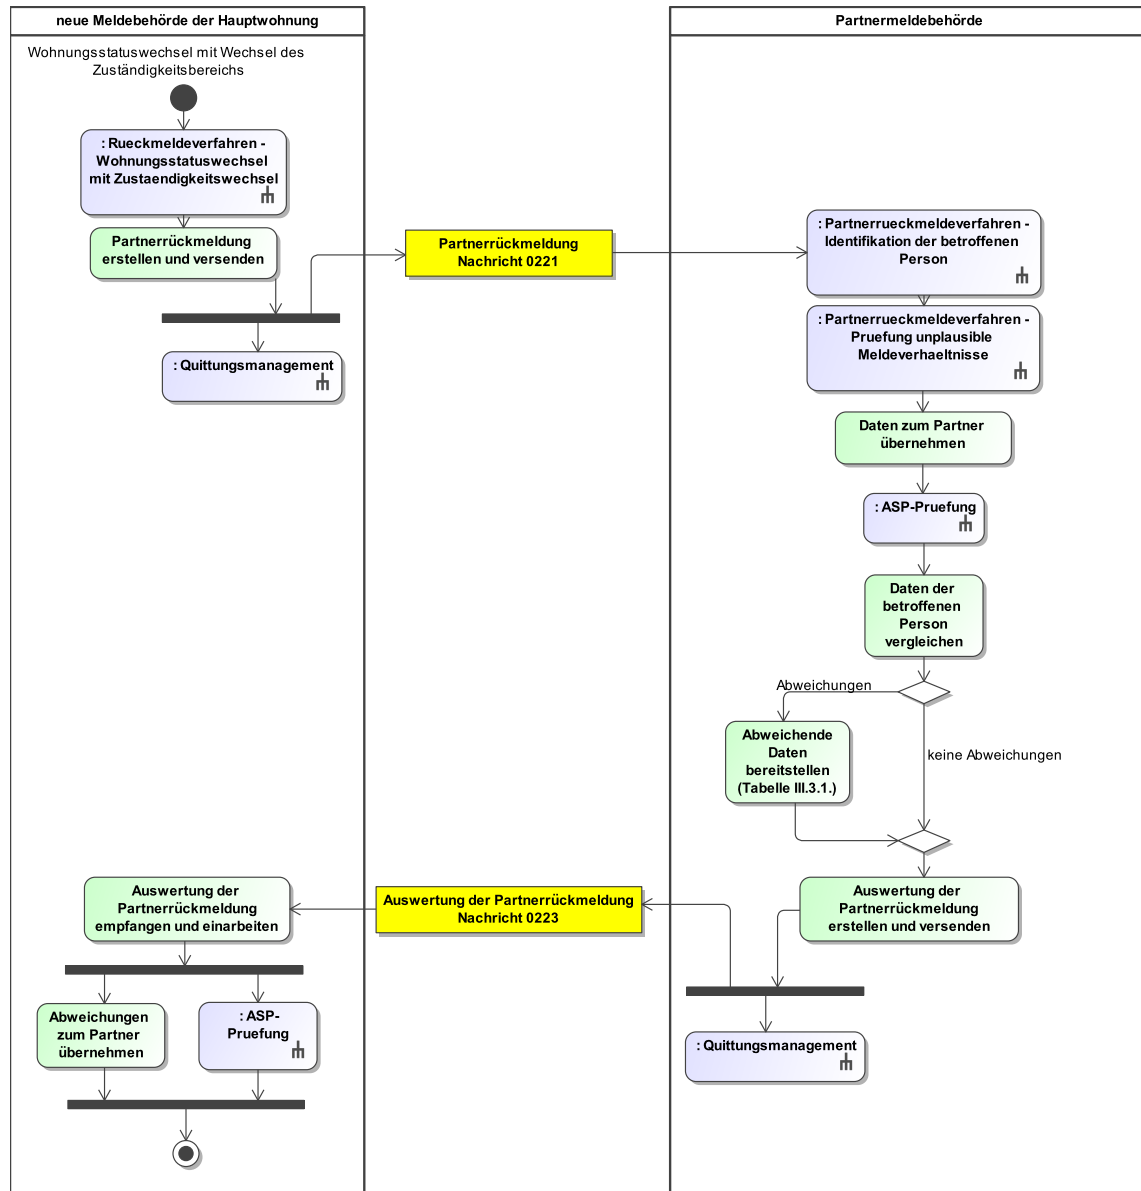 neue Meldebehörde der Hauptwohnung
Partnermeldebehörde
Wohnungsstatuswechsel mit Wechsel des
Zuständigkeitsbereichs
: Rueckmeldeverfahren -
Wohnungsstatuswechsel
mit Zustaendigkeitswechsel
Partnerrückmeldung
erstellen und versenden
: Quittungsmanagement
Partnerrückmeldung
Nachricht 0221
: Partnerrueckmeldeverfahren -
Identifikation der betroffenen
Person
: Partnerrueckmeldeverfahren -
Pruefung unplausible
Meldeverhaeltnisse
Daten zum Partner
übernehmen
: ASP-Pruefung
Daten der
betroffenen
Person
vergleichen
Abweichungen
keine Abweichungen
Abweichende
Daten
bereitstellen
(Tabelle III.3.1.)
Auswertung der
Partnerrückmeldung
erstellen und versenden
: Quittungsmanagement
Auswertung der Partnerrückmeldung
Nachricht 0223
Auswertung der
Partnerrückmeldung
empfangen und einarbeiten
Abweichungen
zum Partner
übernehmen
: ASP-
Pruefung